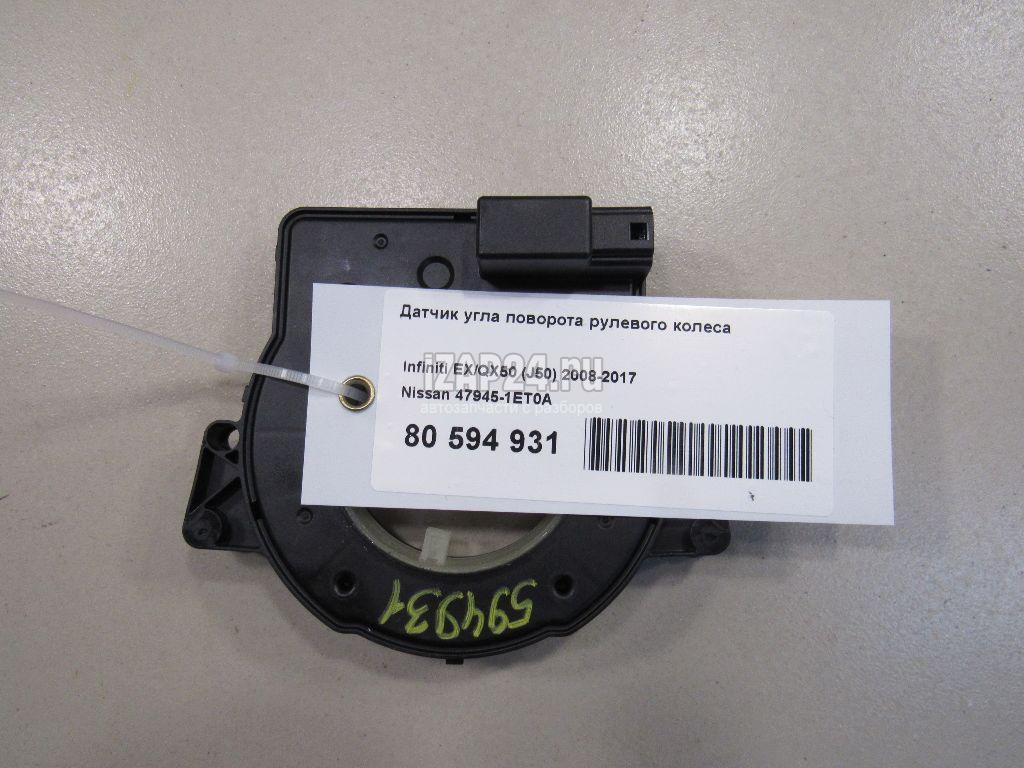 Датчик угла поворота рулевого колеса
Infiniti EX/QX50 (J50) 2008-2017
iZAP24.ru
Nissan 47945-1ET0A
автозапчасти с разборов
80 594 931
594931